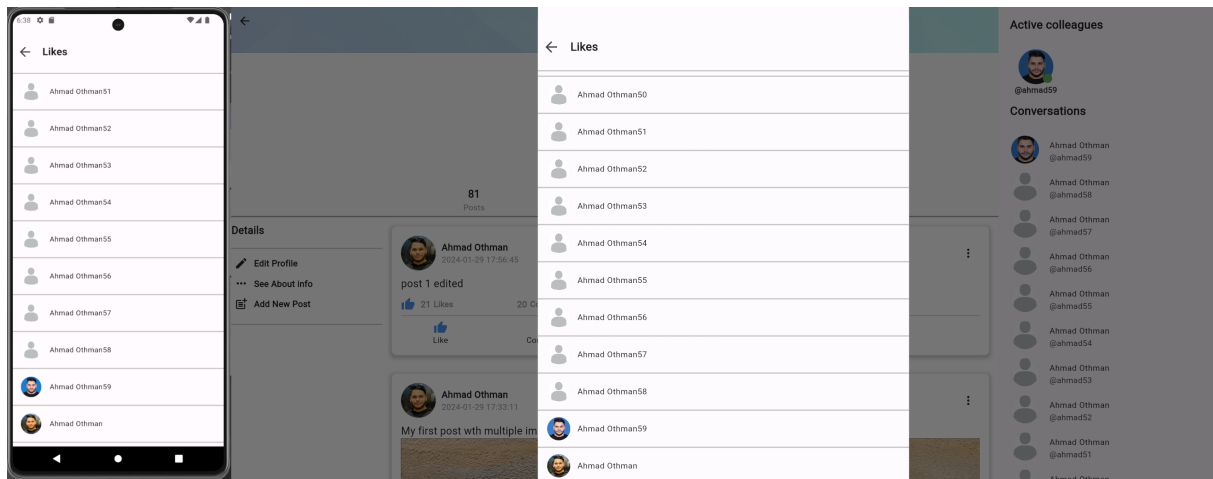 6:38
Likes
Ahmad Othman51
Ahmad Othman52
Ahmad Othman53
Ahmad Othman54
Ahmad Othman55
Ahmad Othman56
Ahmad Othman57
Ahmad Othman58
Ahmad Othman59
Ahmad Othman
81
Posts
Details
Edit Profile
See About info
Add New Post
Ahmad Othman
2024-01-29 17:56:45
post 1 edited
21 Likes
20
Like
Ahmad Othman
2024-01-29 17:33:11
My first post wth multiple im
Likes
Ahmad Othman50
Ahmad Othman51
Ahmad Othman52
Ahmad Othman53
Ahmad Othman54
Ahmad Othman55
Ahmad Othman56
Ahmad Othman57
Ahmad Othman58
Ahmad Othman59
Ahmad Othman
Active colleagues
@ahmad59
Conversations
Ahmad Othman
@ahmad59
Ahmad Othman
@ahmad58
Ahmad Othman
@ahmad57
Ahmad Othman
@ahmad56
Ahmad Othman
@ahmad55
Ahmad Othman
@ahmad54
Ahmad Othman
@ahmad53
Ahmad Othman
@ahmad52
Ahmad Othman
@ahmad51